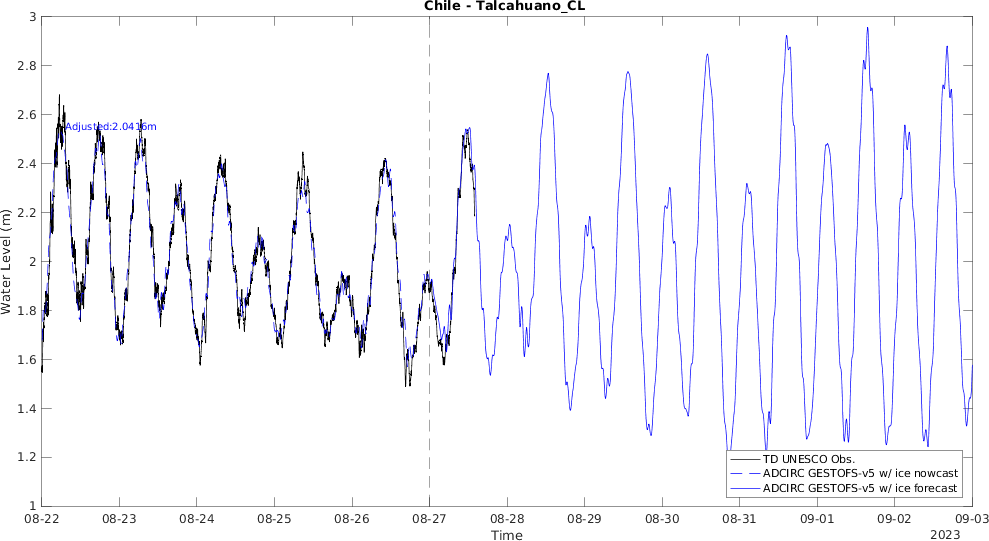 Chile - Talcahuano_CL
3
2.8
2.6
2.4
2.2
2
1.8
1.6
1.4
1.2
1
Water Level (m)
Adjusted:2.0416m
TD UNESCO Obs.
ADCIRC GESTOFS-v5 w/ ice nowcast
ADCIRC GESTOFS-v5 w/ ice forecast
08-22 08-23 08-24 08-25 08-26 08-27 08-28 08-29 08-30 08-31 09-01 09-02 09-03
Time
2023